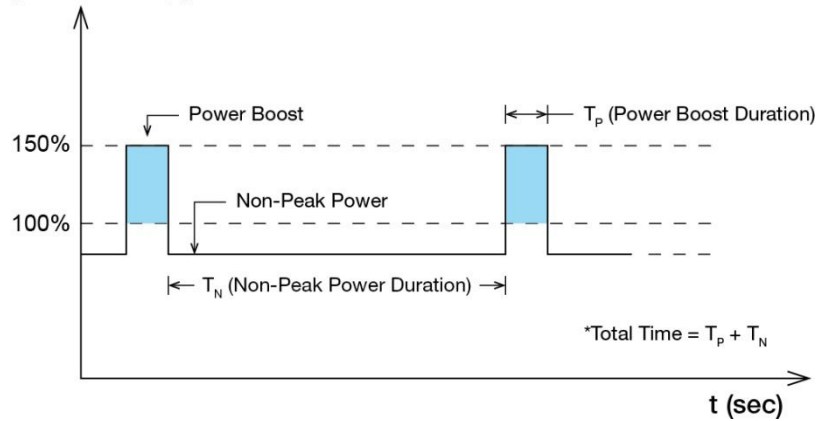 Power Boost
T_P (Power Boost Duration)
150%
Non-Peak Power
100%
T_N (Non-Peak Power Duration)
*Total Time = T_P + T_N
t (sec)